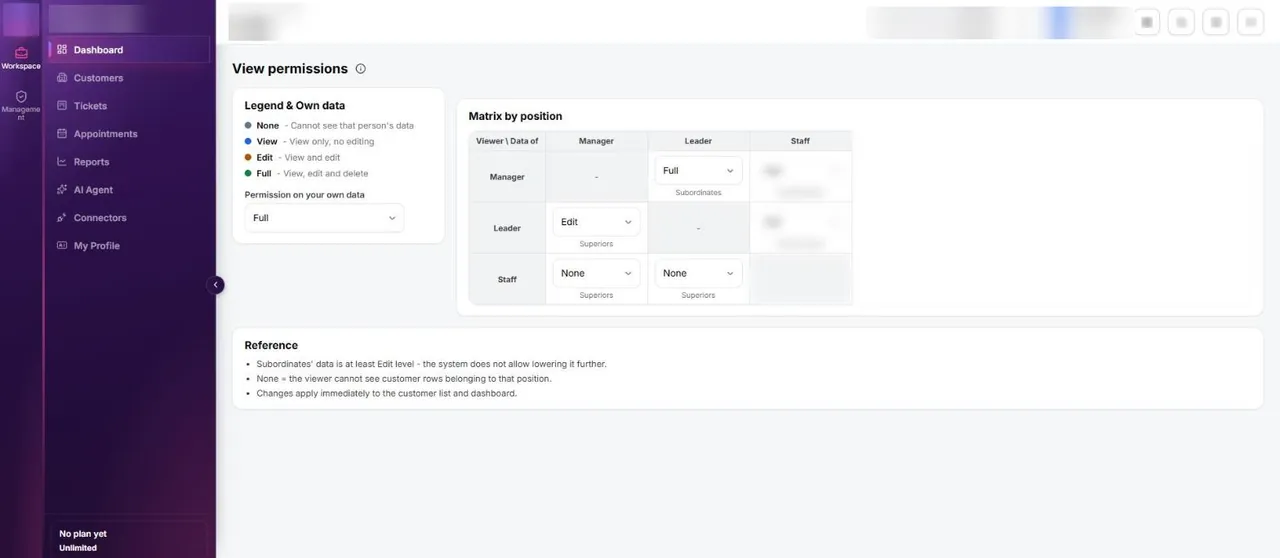 Workspace
Manageme
nt
Dashboard
Customers
Tickets
Appointments
Reports
AI Agent
Connectors
My Profile
No plan yet
Unlimited
View permissions
Legend & Own data
None - Cannot see that person's data
View - View only, no editing
Edit - View and edit
Full - View, edit and delete
Permission on your own data
Full
Matrix by position
Viewer \ Data of Manager Leader Staff
Manager - Full
Subordinates
Leader Edit -
Superiors
Staff None None
Superiors Superiors
Reference
• Subordinates' data is at least Edit level - the system does not allow lowering it further.
• None = the viewer cannot see customer rows belonging to that position.
• Changes apply immediately to the customer list and dashboard.